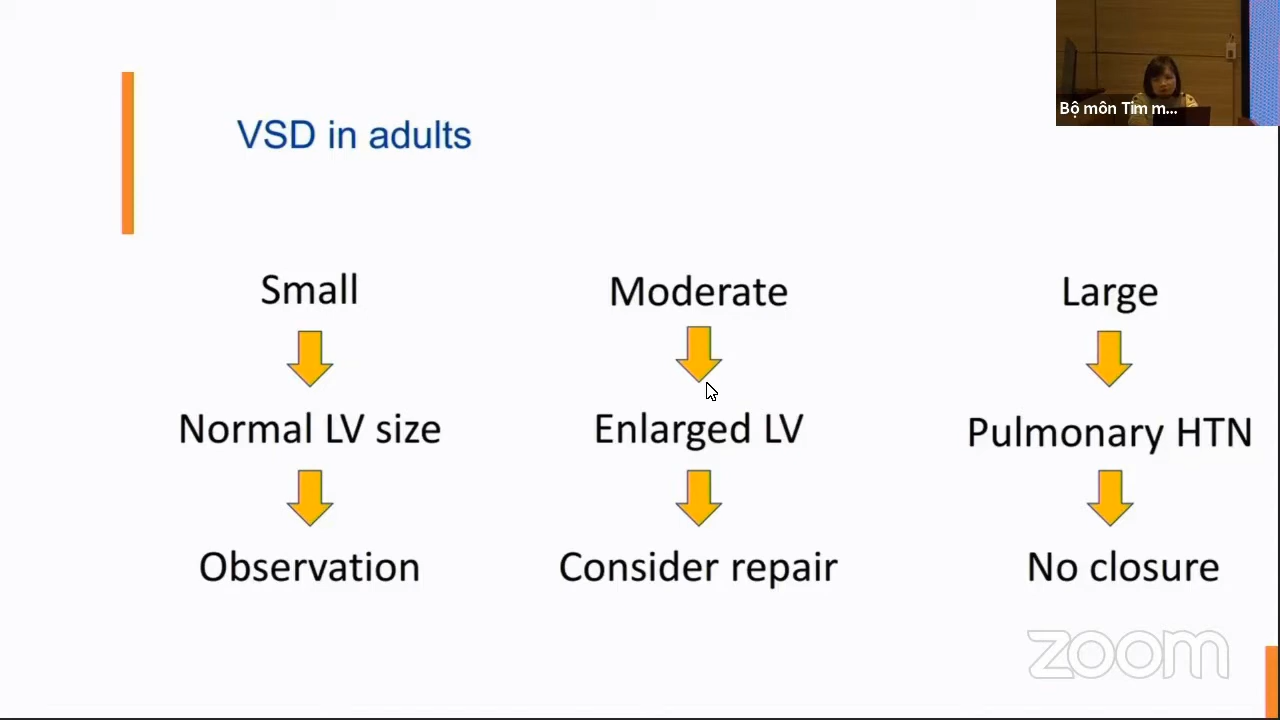 Bộ môn Tim m...
VSD in adults
Small
Moderate
Large
Normal LV size
Enlarged LV
Pulmonary HTN
Observation
Consider repair
No closure
zoom